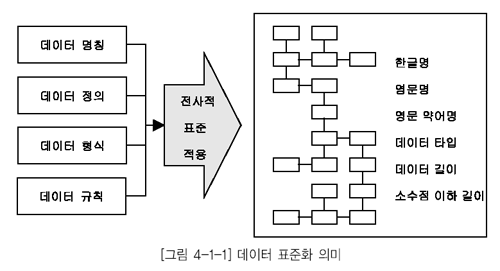 데이터 명칭
데이터 정의
데이터 형식
데이터 규칙
전사적
표준
적용
한글명
영문명
영문 약어명
데이터 타입
데이터 길이
소수점 이하 길이
[그림 4-1-1] 데이터 표준화 의미